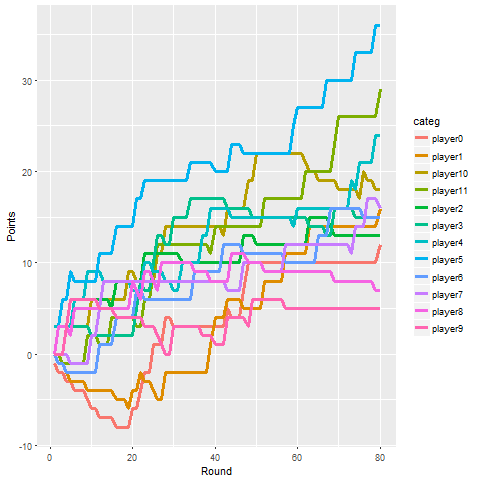 Points
30
20
10
0
-10
0
20
40
60
80
Round
categ
player0
player1
player10
player11
player2
player3
player4
player5
player6
player7
player8
player9